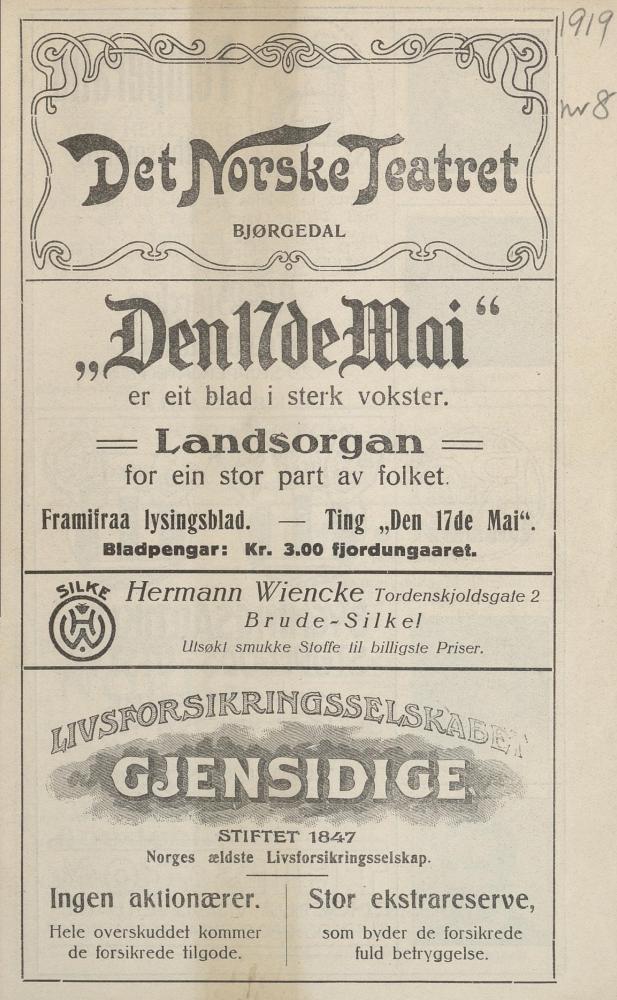 1919
nr 8
Det Norske Teatret
BJØRGEDAL
„Den 17de Mai“
er eit blad i sterk vokster.
Landsorgan
for ein stor part av folket.
Framifraa lysingsblad. — Ting „Den 17de Mai“.
Bladpengar: Kr. 3.00 fjordungaaret.
SILKE
HW
Hermann Wiencke Tordenskjoldsgate 2
Brude-Silke!
Utsøkt smukke Stoffe til billigste Priser.
LIVSFORSIKRINGSSELSKABET
GJENSIDIGE
STIFTET 1847
Norges ældste Livsforsikringsselskap.
Ingen aktionærer.
Hele overskuddet kommer
de forsikrede tilgode.
Stor ekstrareserve,
som byder de forsikrede
fuld betryggelse.